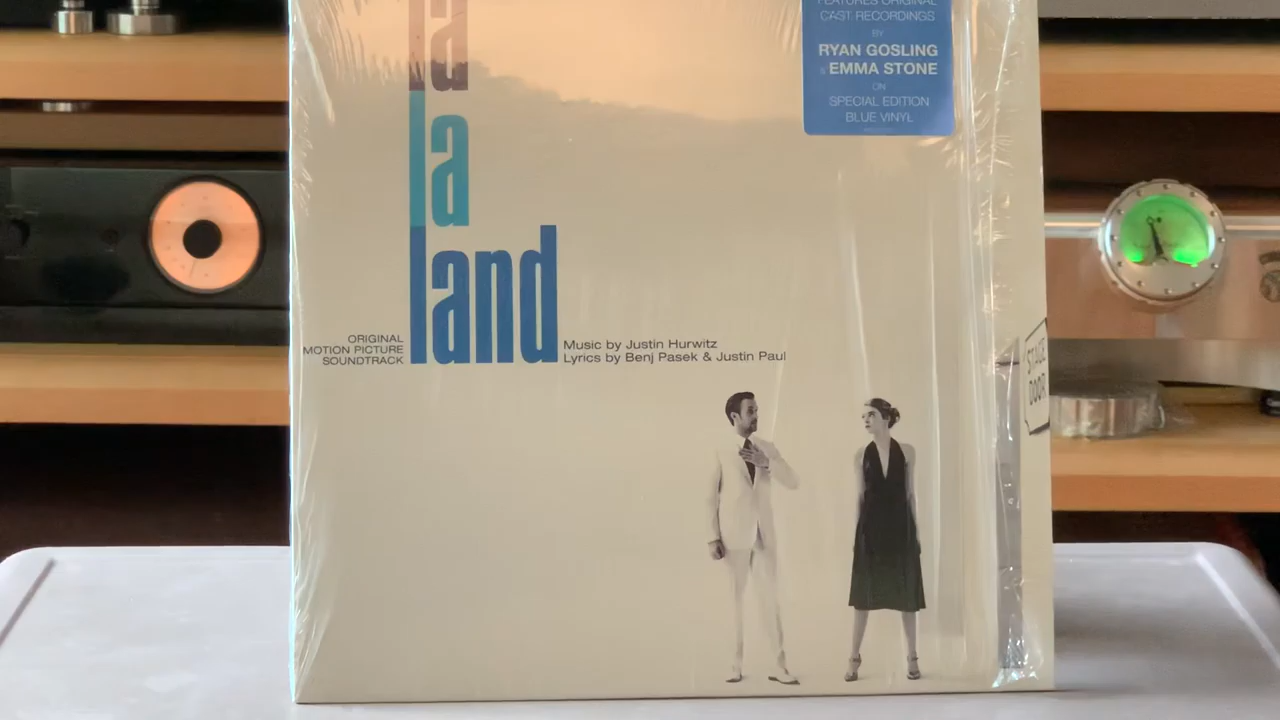 la
la
land
ORIGINAL
MOTION PICTURE
SOUNDTRACK
Music by Justin Hurwitz
Lyrics by Benj Pasek & Justin Paul
FEATURES ORIGINAL
CAST RECORDINGS
BY
RYAN GOSLING
& EMMA STONE
ON
SPECIAL EDITION
BLUE VINYL
STAGE
DOOR